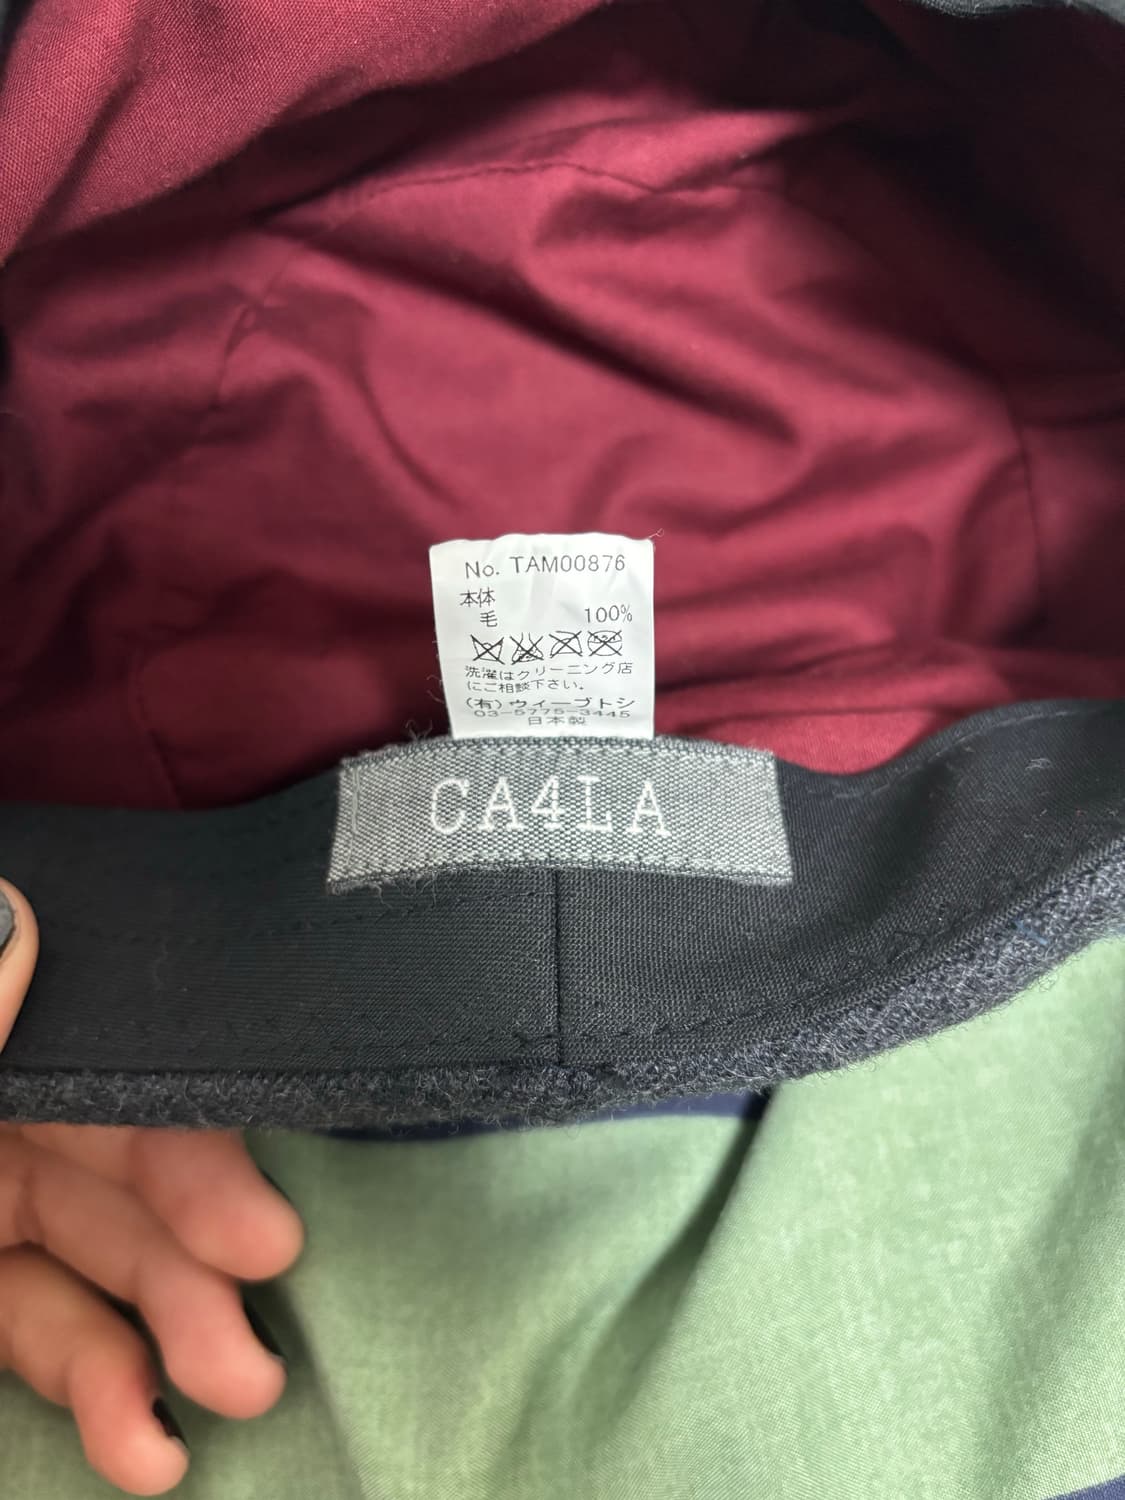 No. TAM00876
本体
毛 100%
洗濯はクリーニング店
にご相談下さい。
(有)ウィーブトシ
03-5775-3445
日本製
CA4LA